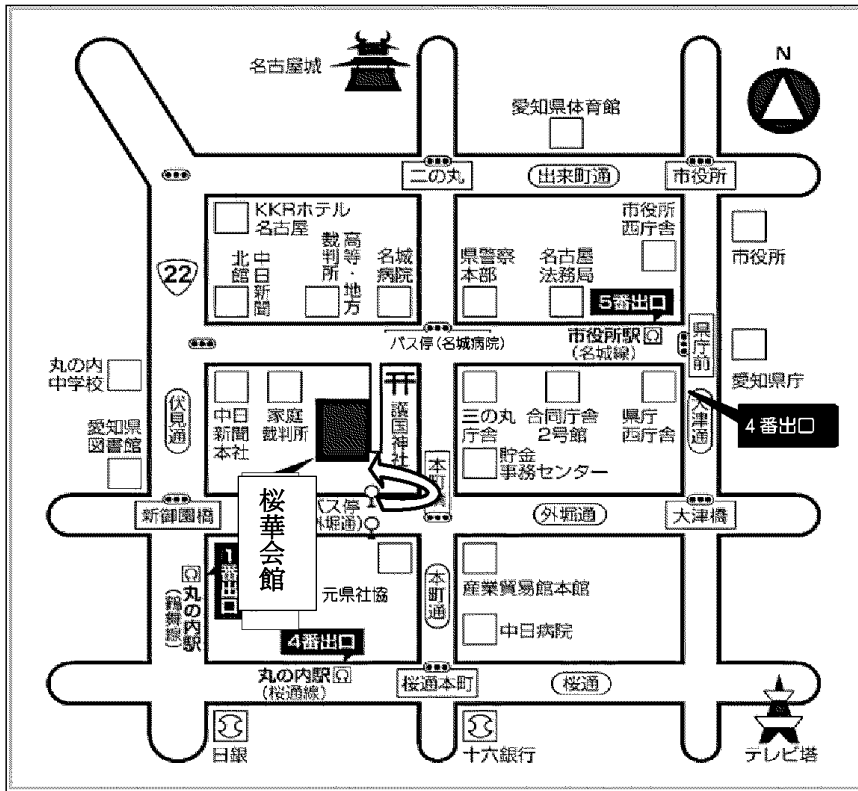 名古屋城
N
愛知県体育館
二の丸
出来町通
市役所
KKRホテル
名古屋
市役所
西庁舎
市役所
中日新聞
北館
高等・地方
裁判所
名城
病院
県警察
本部
名古屋
法務局
5番出口
22
バス停(名城病院)
市役所駅
(名城線)
県庁前
愛知県庁
丸の内
中学校
伏見通
中日
新聞
本社
家庭
裁判所
護国神社
三の丸
庁舎
合同庁舎
2号館
県庁
西庁舎
大津通
4番出口
愛知県
図書館
貯金
事務センター
新御園橋
桜華会館
バス停
外堀通)
外堀通
大津橋
1番出口
丸の内駅
(鶴舞線)
元県社協
本町通
産業貿易館本館
中日病院
4番出口
丸の内駅
(桜通線)
桜通本町
桜通
日銀
十六銀行
テレビ塔